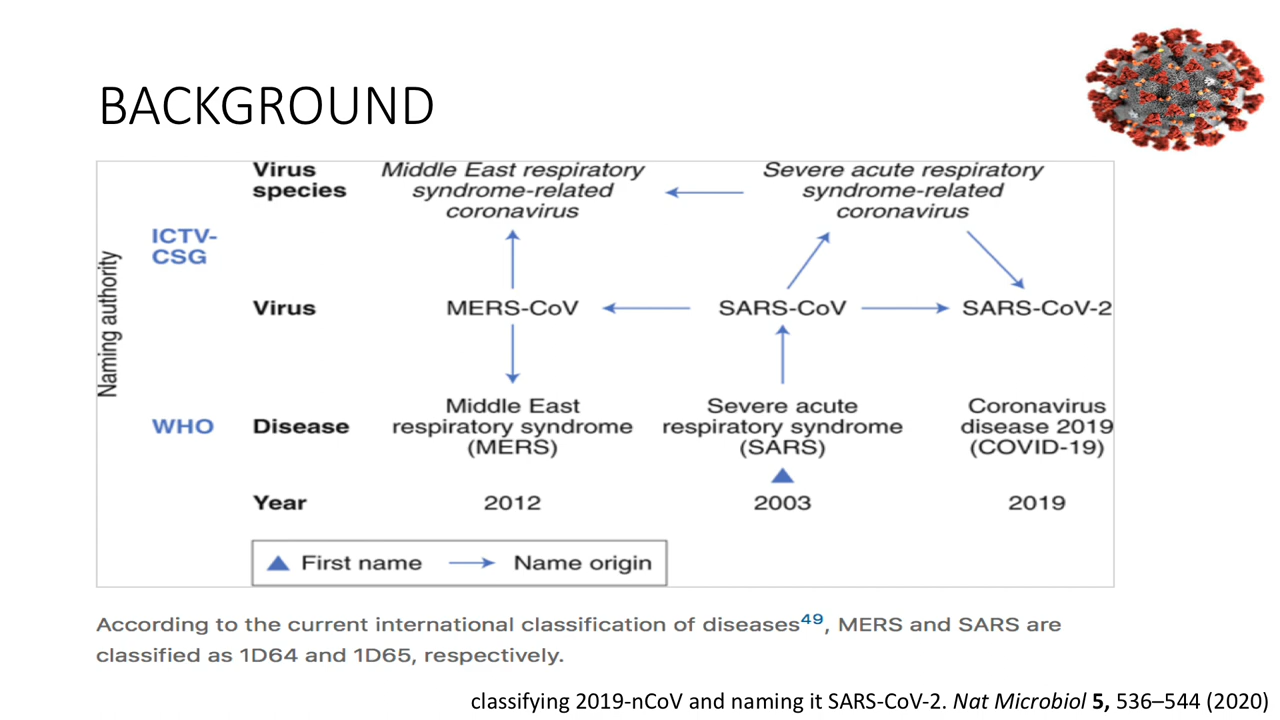 BACKGROUND
Virus species
Middle East respiratory syndrome-related coronavirus
Severe acute respiratory syndrome-related coronavirus
ICTV-CSG
Naming authority
Virus
MERS-CoV
SARS-CoV
SARS-CoV-2
WHO
Disease
Middle East respiratory syndrome (MERS)
Severe acute respiratory syndrome (SARS)
Coronavirus disease 2019 (COVID-19)
Year
2012
2003
2019
First name
Name origin
According to the current international classification of diseases49, MERS and SARS are
classified as 1D64 and 1D65, respectively.
classifying 2019-nCoV and naming it SARS-CoV-2. Nat Microbiol 5, 536–544 (2020)